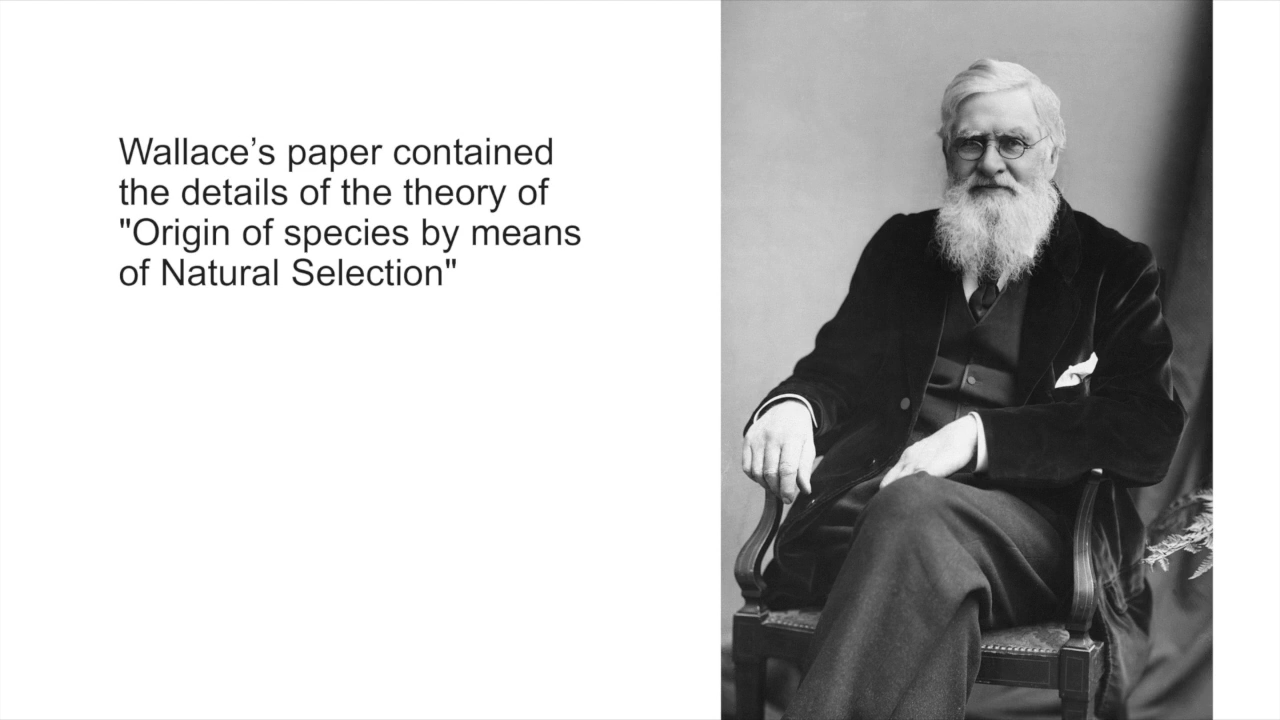 Wallace’s paper contained
the details of the theory of
"Origin of species by means
of Natural Selection"